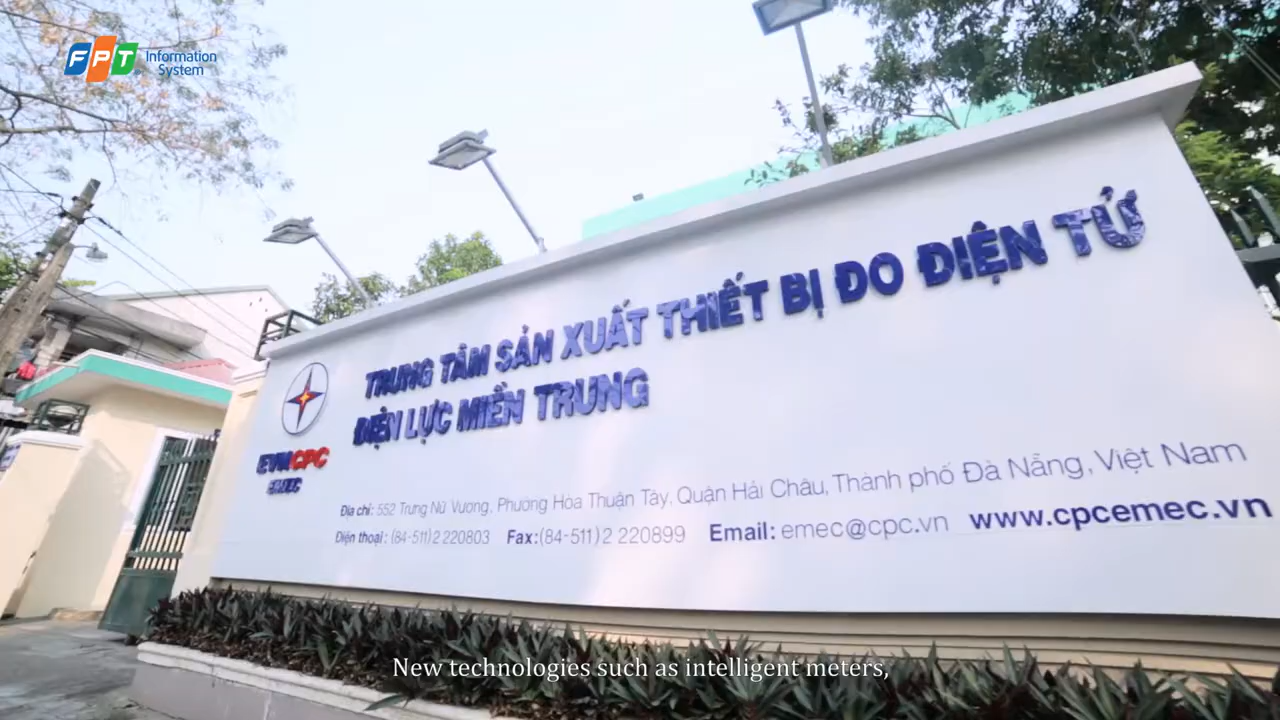 FPT Information
System
TRUNG TÂM SẢN XUẤT THIẾT BỊ ĐO ĐIỆN TỬ
ĐIỆN LỰC MIỀN TRUNG
EVNCPC
EMEC
Địa chỉ: 552 Trưng Nữ Vương, Phường Hòa Thuận Tây, Quận Hải Châu, Thành phố Đà Nẵng, Việt Nam
Điện thoại: (84-511)2 220803 Fax:(84-511)2 220899 Email: emec@cpc.vn www.cpcemec.vn
New technologies such as intelligent meters,